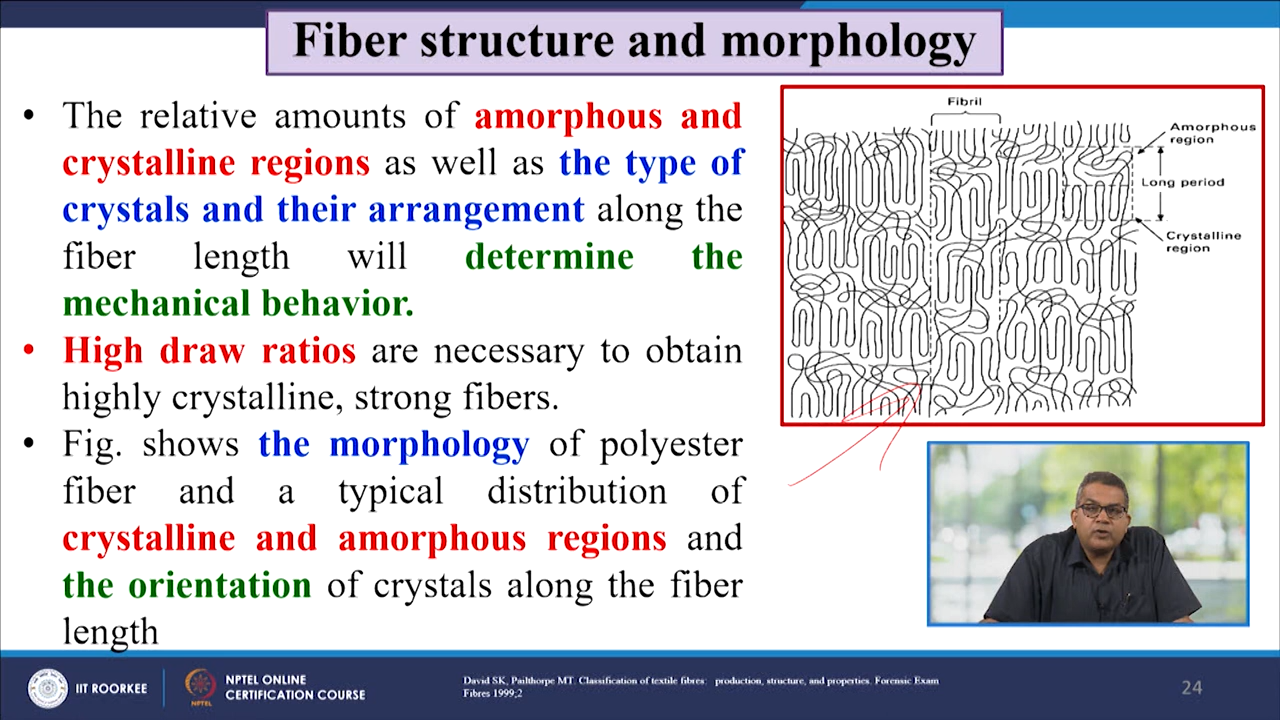 Fiber structure and morphology
• The relative amounts of amorphous and
crystalline regions as well as the type of
crystals and their arrangement along the
fiber length will determine the
mechanical behavior.
• High draw ratios are necessary to obtain
highly crystalline, strong fibers.
• Fig. shows the morphology of polyester
fiber and a typical distribution of
crystalline and amorphous regions and
the orientation of crystals along the fiber
length
Fibril
Amorphous
region
Long period
Crystalline
region
IIT ROORKEE
NPTEL
NPTEL ONLINE
CERTIFICATION COURSE
David SK, Pailthorpe MT. Classification of textile fibres: production, structure, and properties. Forensic Exam
Fibres 1999;2
24